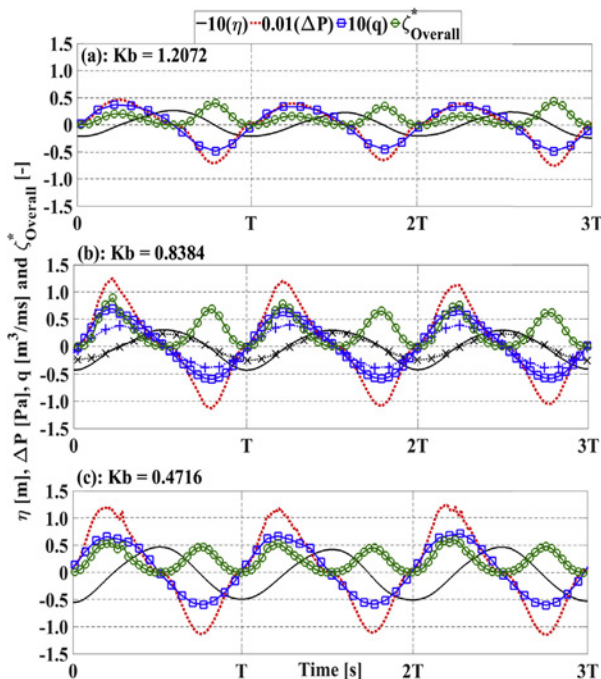 −10(η) ┅0.01(ΔP) 10(q) ζ*Overall
(a): Kb = 1.2072
1.5
1.0
0.5
0
-0.5
-1.0
-1.5
0 T 2T 3T
(b): Kb = 0.8384
1.5
1.0
0.5
0
-0.5
-1.0
-1.5
0 T 2T 3T
(c): Kb = 0.4716
1.5
1.0
0.5
0
-0.5
-1.0
-1.5
0 T Time [s] 2T 3T
η [m], ΔP [Pa], q [m³/ms] and ζ*Overall [-]